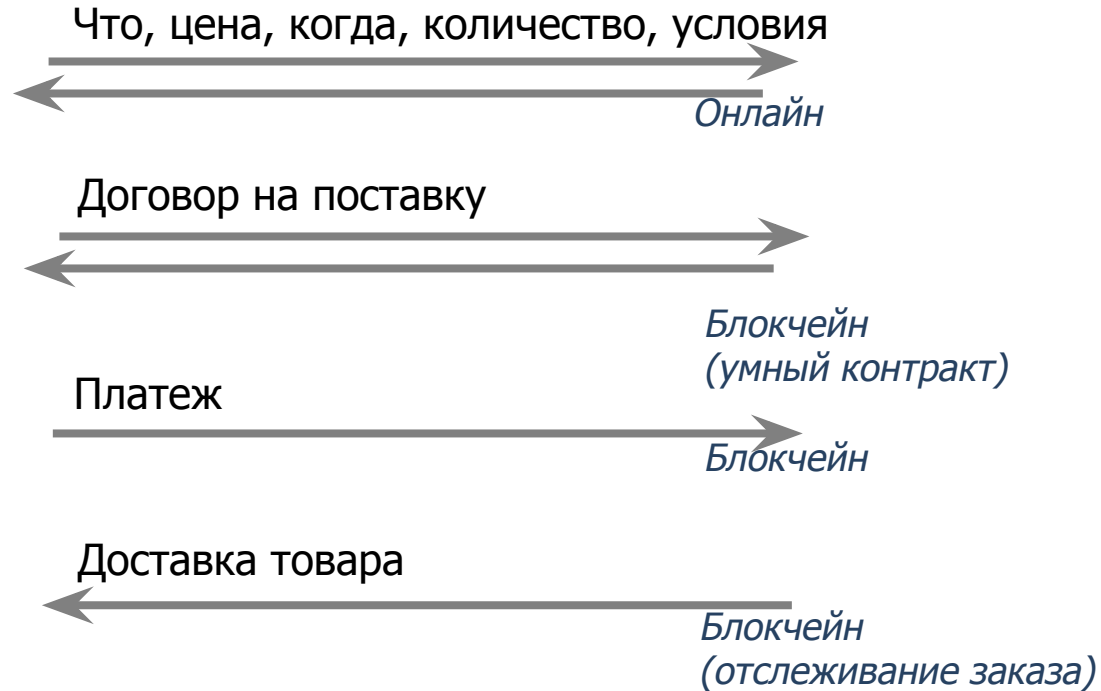 Что, цена, когда, количество, условия
Онлайн
Договор на поставку
Блокчейн
(умный контракт)
Платеж
Блокчейн
Доставка товара
Блокчейн
(отслеживание заказа)